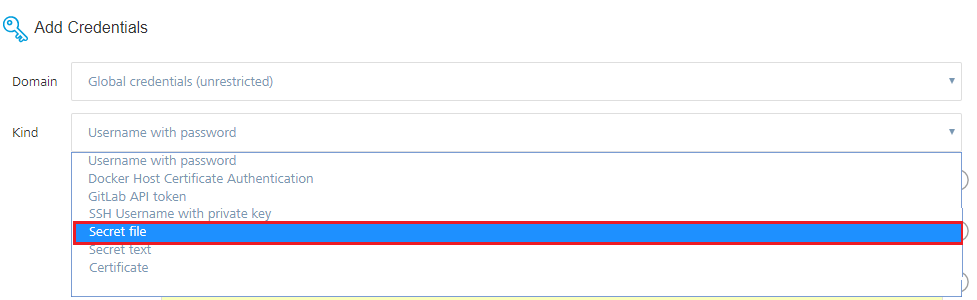 Add Credentials
Domain
Global credentials (unrestricted)
Kind
Username with password
Username with password
Docker Host Certificate Authentication
GitLab API token
SSH Username with private key
Secret file
Secret text
Certificate